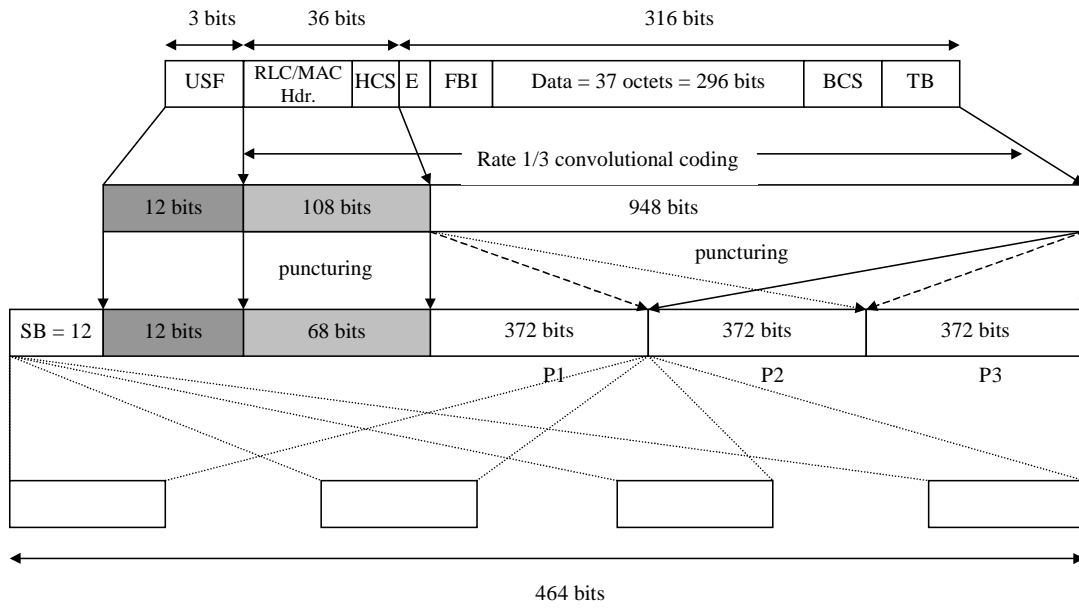 3 bits 36 bits 316 bits
USF RLC/MAC Hdr. HCS E FBI Data = 37 octets = 296 bits BCS TB
Rate 1/3 convolutional coding
12 bits 108 bits 948 bits
puncturing puncturing
SB = 12 12 bits 68 bits 372 bits 372 bits 372 bits
P1 P2 P3
464 bits